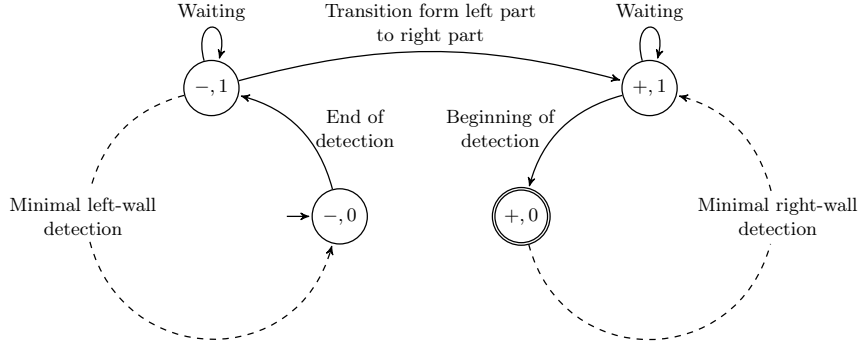 Waiting
Transition form left part
to right part
Waiting
−, 1
+, 1
End of
detection
Beginning of
detection
Minimal left-wall
detection
−, 0
+, 0
Minimal right-wall
detection